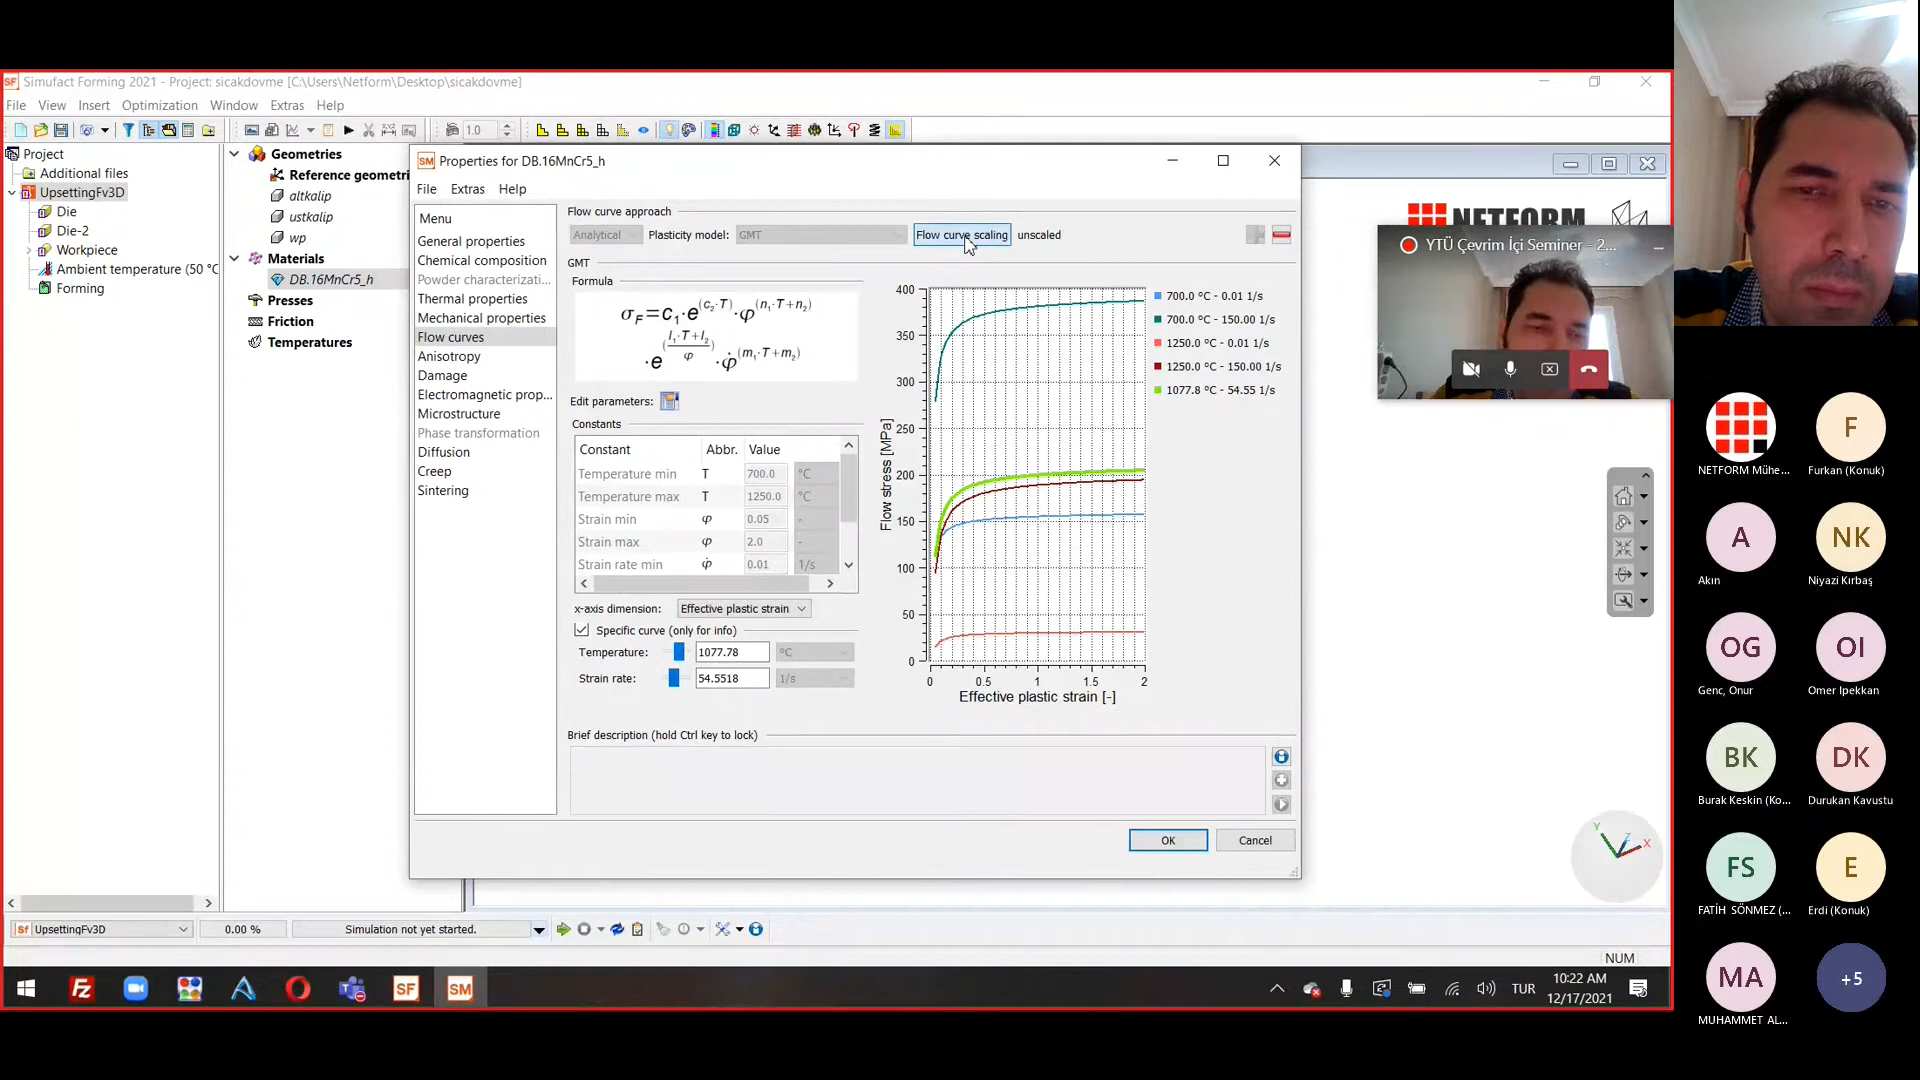 Simufact Forming 2021 - Project: sicakdovme [C:\Users\Netform\Desktop\sicakdovme]
File View Insert Optimization Window Extras Help
1.0
Project
Additional files
UpsettingFv3D
Die
Die-2
Workpiece
Ambient temperature (50 °C
Forming
Geometries
Reference geometri
altkalip
ustkalip
wp
Materials
DB.16MnCr5_h
Presses
Friction
Temperatures
Properties for DB.16MnCr5_h
File Extras Help
Menu
General properties
Chemical composition
Powder characterizati...
Thermal properties
Mechanical properties
Flow curves
Anisotropy
Damage
Electromagnetic prop...
Microstructure
Phase transformation
Diffusion
Creep
Sintering
Flow curve approach
Analytical Plasticity model: GMT Flow curve scaling unscaled
GMT
Formula
σF=c1·e^(c2·T)·φ^(n1·T+n2)
·e^((l1·T+l2)/φ)·φ̇^(m1·T+m2)
Edit parameters:
Constants
Constant Abbr. Value
Temperature min T 700.0 °C
Temperature max T 1250.0 °C
Strain min φ 0.05 -
Strain max φ 2.0 -
Strain rate min φ̇ 0.01 1/s
x-axis dimension: Effective plastic strain
Specific curve (only for info)
Temperature: 1077.78 °C
Strain rate: 54.5518 1/s
Flow stress [MPa]
400
350
300
250
200
150
100
50
0
0 0.5 1 1.5 2
Effective plastic strain [-]
700.0 °C - 0.01 1/s
700.0 °C - 150.00 1/s
1250.0 °C - 0.01 1/s
1250.0 °C - 150.00 1/s
1077.8 °C - 54.55 1/s
Brief description (hold Ctrl key to lock)
OK Cancel
NETFORM
YTÜ Çevrim İçi Seminer - 2...
Y Z X
UpsettingFv3D 0.00 % Simulation not yet started.
NUM
TUR
10:22 AM
12/17/2021
NETFORM Mühe...
F
Furkan (Konuk)
A
Akın
NK
Niyazi Kırbaş
OG
Genc, Onur
OI
Omer Ipekkan
BK
Burak Keskin (Ko...
DK
Durukan Kavustu
FS
FATİH SÖNMEZ (...
E
Erdi (Konuk)
MA
MUHAMMET AL...
+5